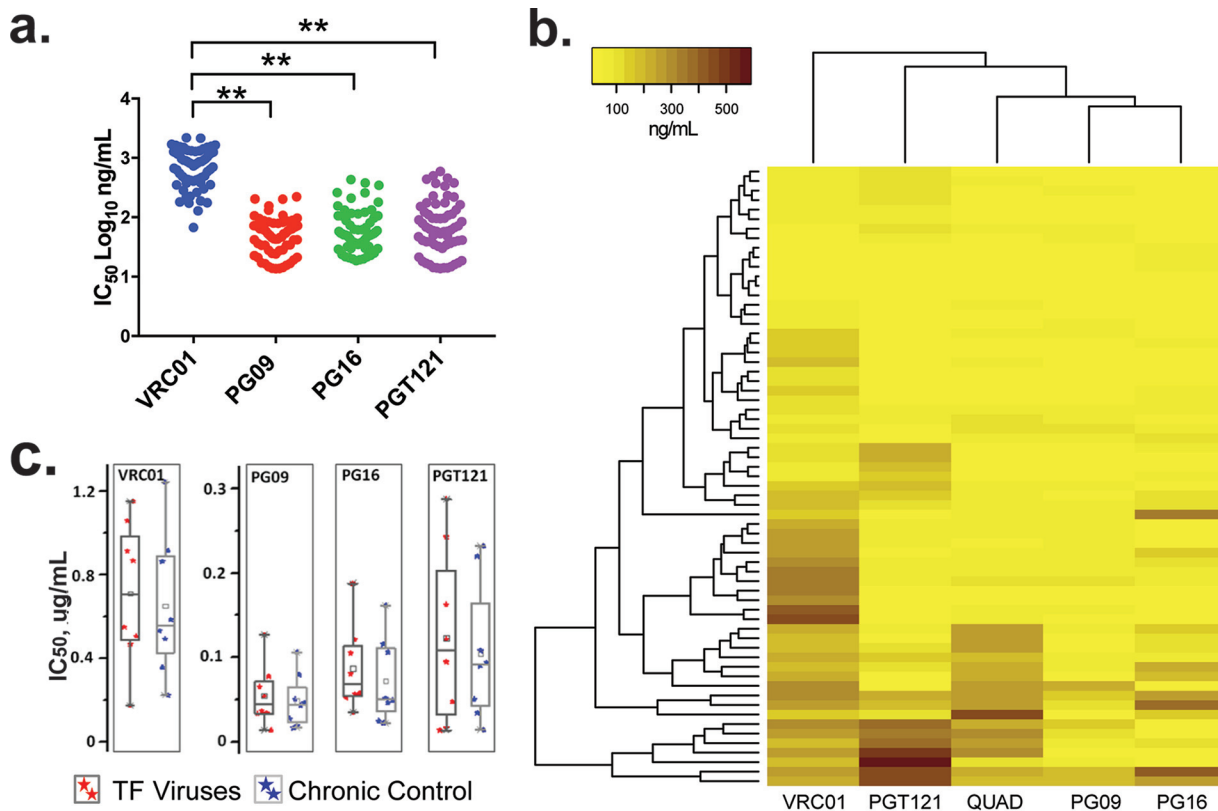 a.
**
**
**
4
3
2
1
0
IC50 Log10 ng/mL
VRC01
PG09
PG16
PGT121
b.
100 300 500
ng/mL
VRC01 PGT121 QUAD PG09 PG16
c.
VRC01
PG09
PG16
PGT121
1.2
0.8
0.4
0
0.3
0.2
0.1
0
IC50, ug/mL
TF Viruses Chronic Control